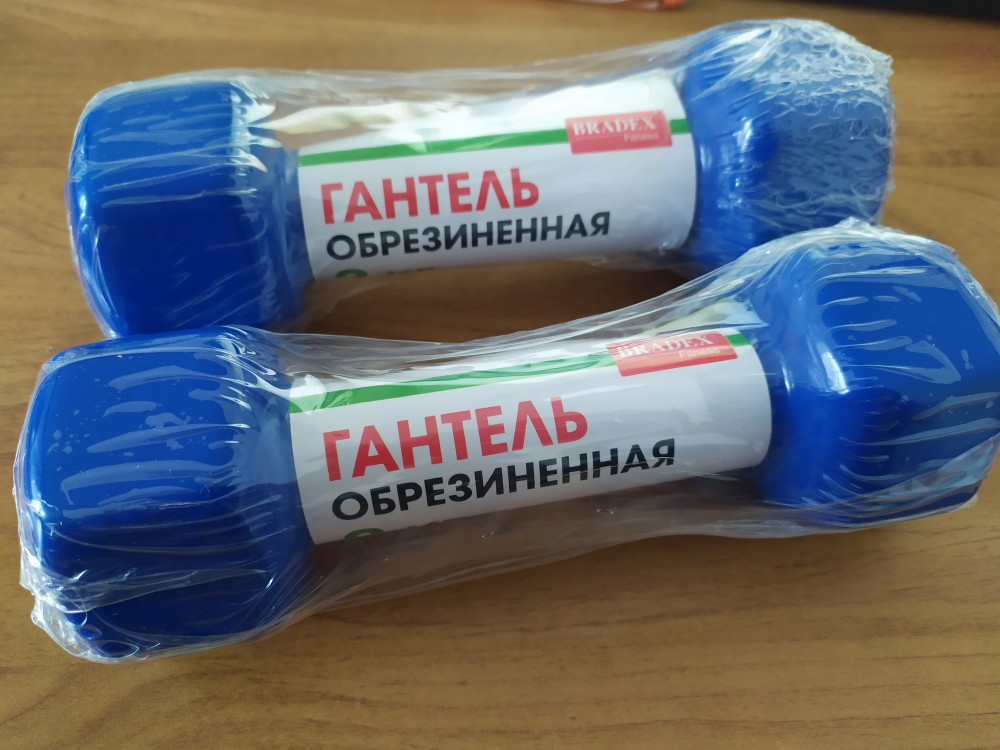 BRADEX
Fitness
ГАНТЕЛЬ
ОБРЕЗИНЕННАЯ
BRADEX
Fitness
ГАНТЕЛЬ
ОБРЕЗИНЕННАЯ